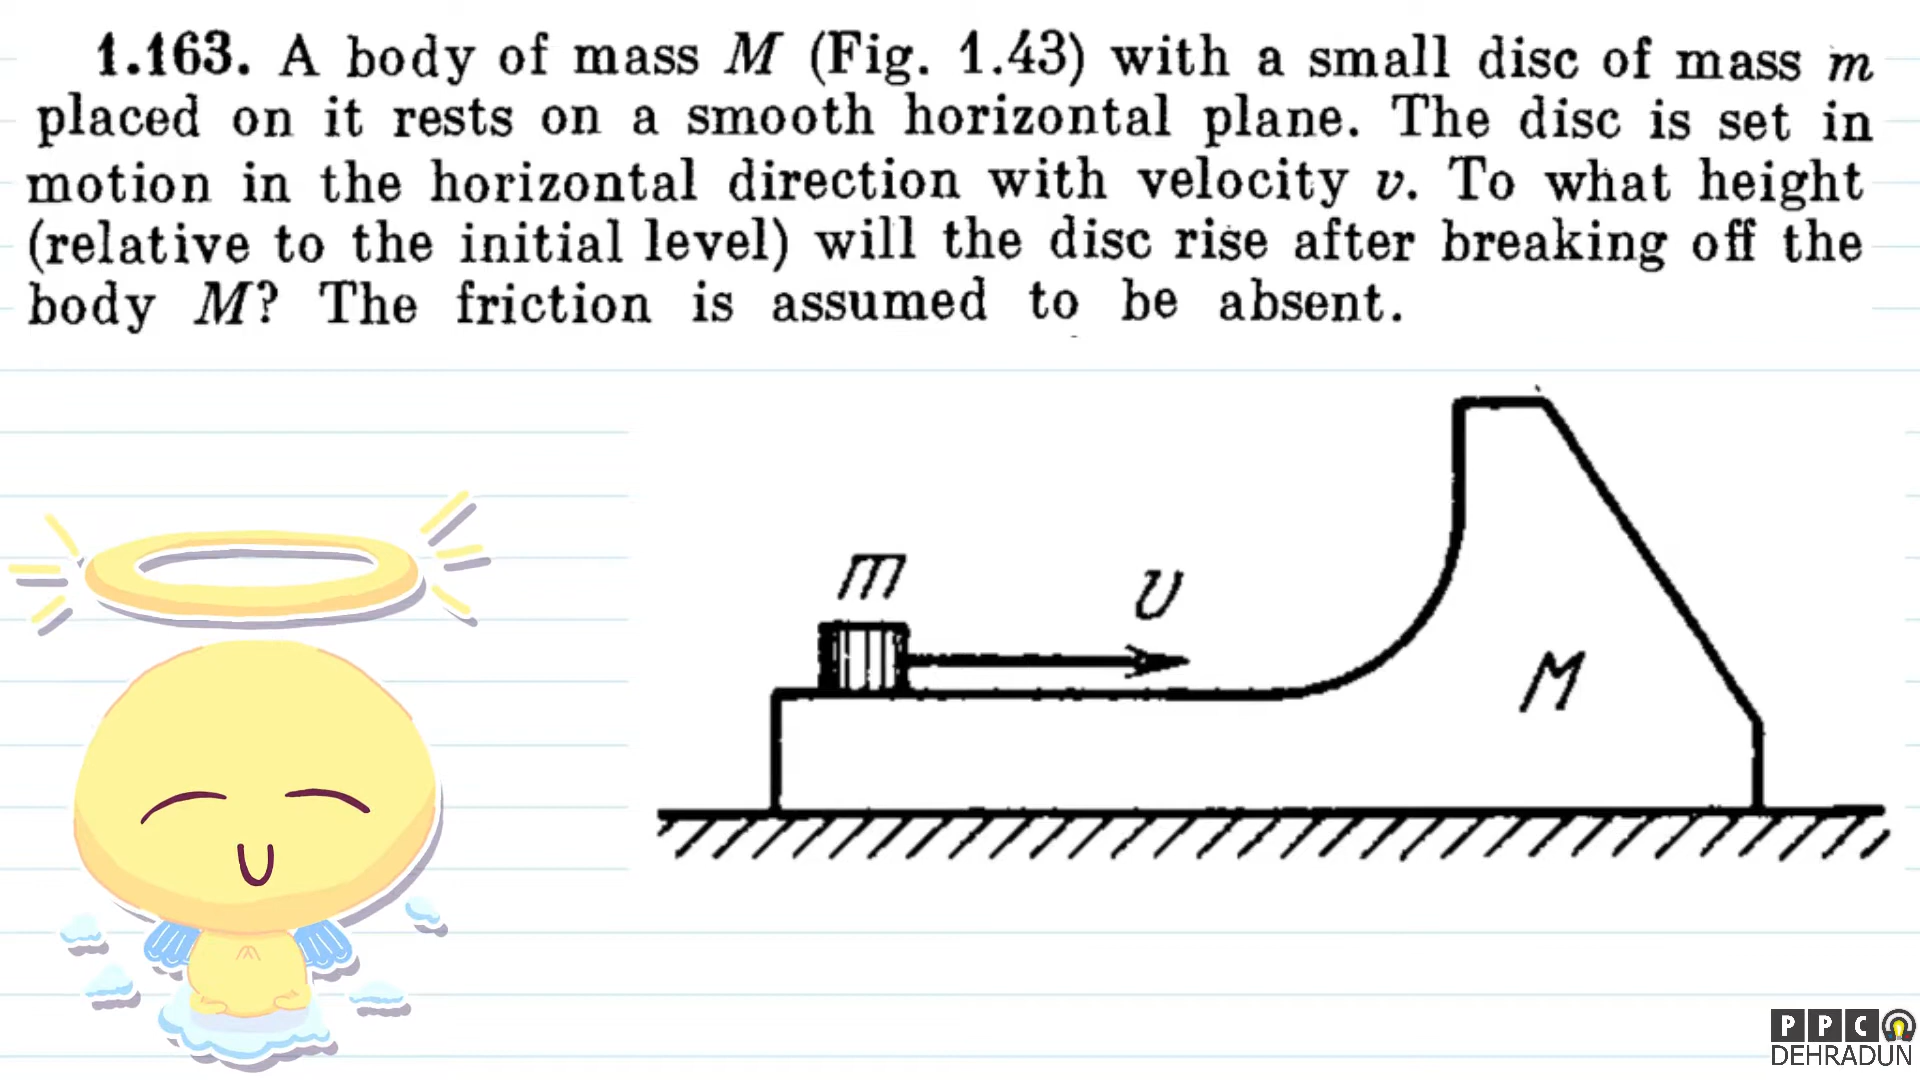 1.163. A body of mass M (Fig. 1.43) with a small disc of mass m
placed on it rests on a smooth horizontal plane. The disc is set in
motion in the horizontal direction with velocity v. To what height
(relative to the initial level) will the disc rise after breaking off the
body M? The friction is assumed to be absent.
m
v
M
PPC
DEHRADUN